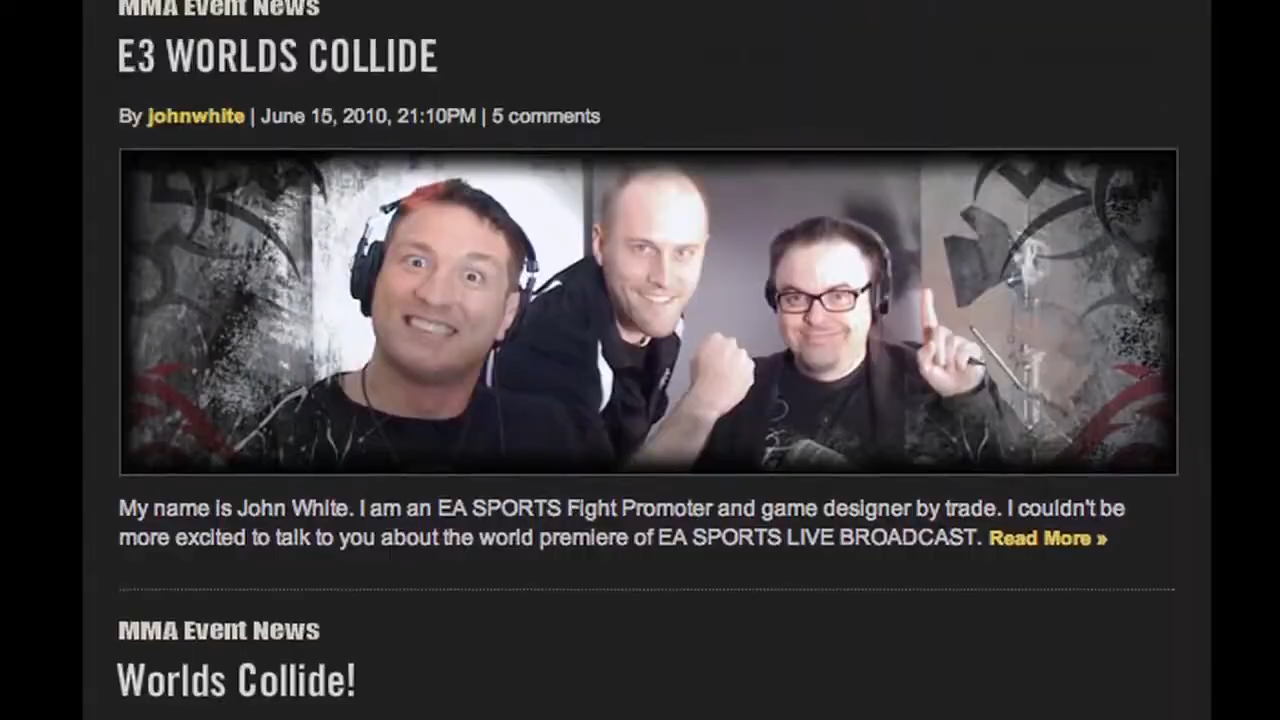 MMA Event News
E3 WORLDS COLLIDE
By johnwhite | June 15, 2010, 21:10PM | 5 comments
My name is John White. I am an EA SPORTS Fight Promoter and game designer by trade. I couldn't be
more excited to talk to you about the world premiere of EA SPORTS LIVE BROADCAST. Read More »
MMA Event News
Worlds Collide!